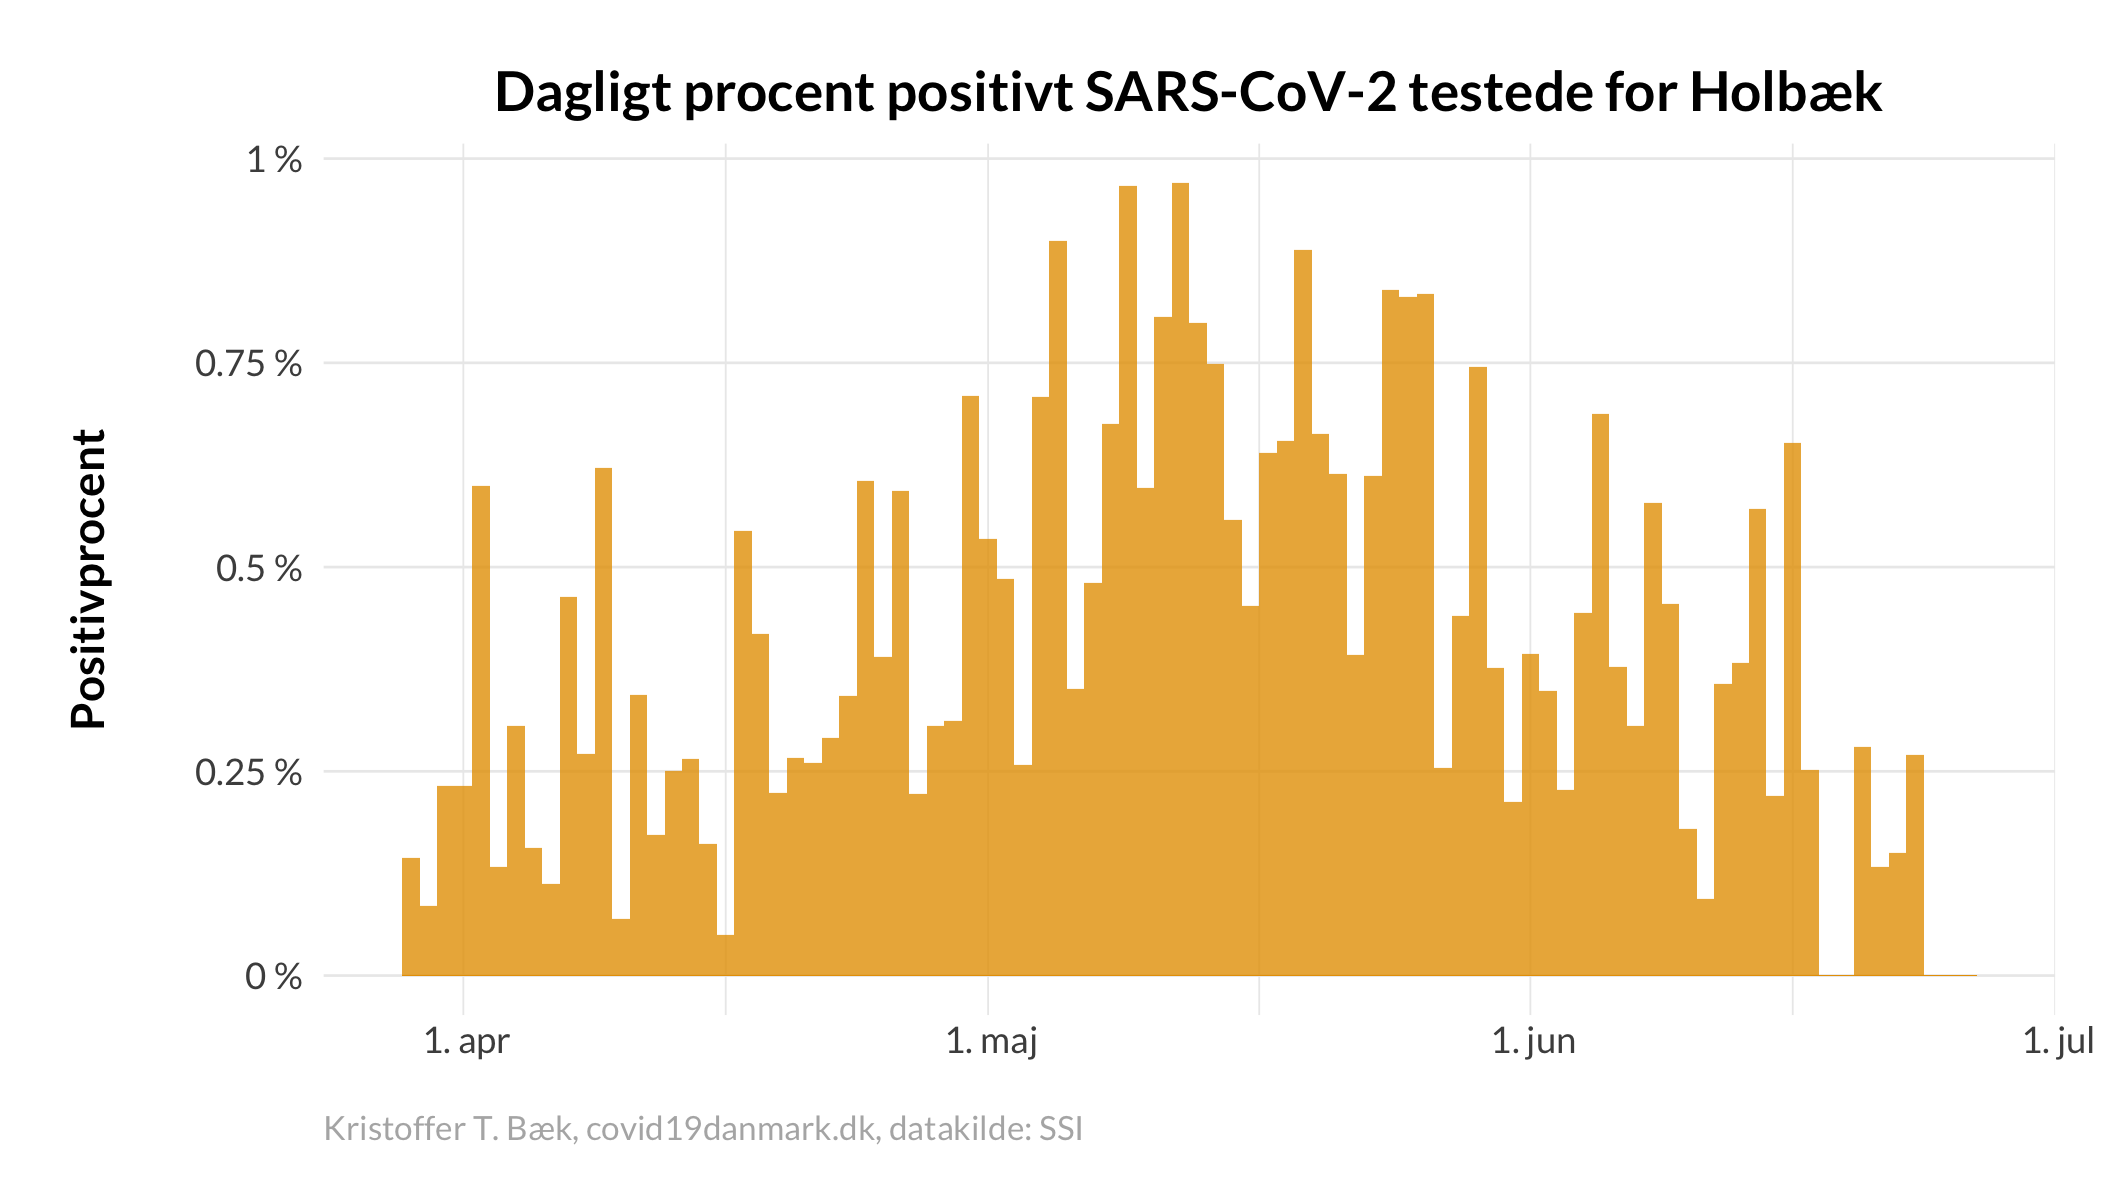 Dagligt procent positivt SARS-CoV-2 testede for Holbæk
1 %
0.75 %
0.5 %
0.25 %
0 %
Positivprocent
1. apr
1. maj
1. jun
1. jul
Kristoffer T. Bæk, covid19danmark.dk, datakilde: SSI